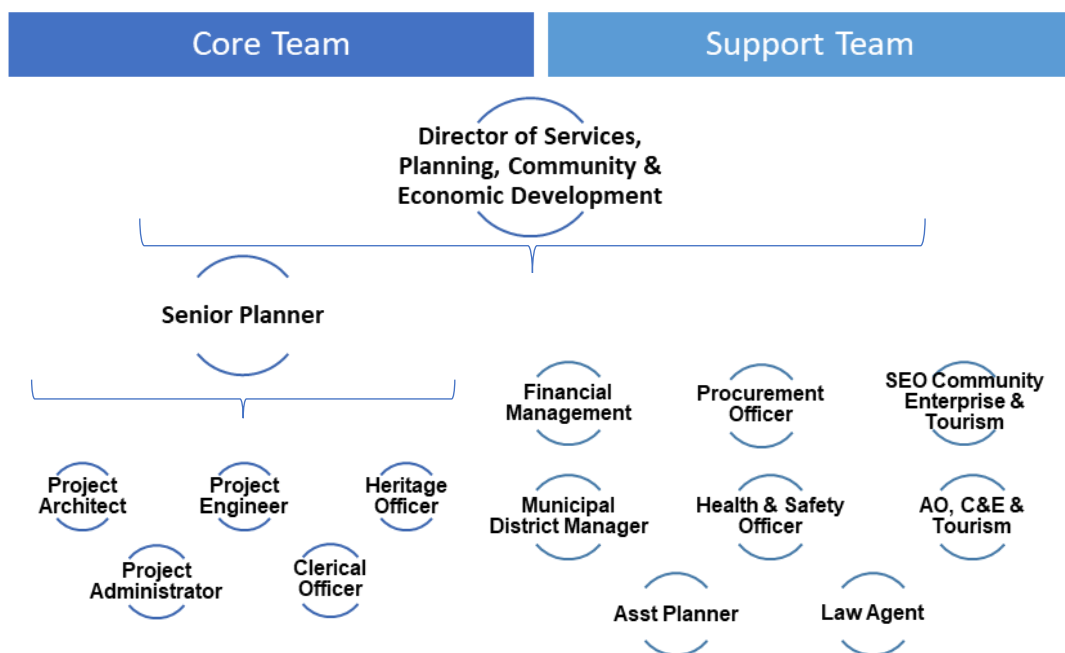 Core Team
Support Team
Director of Services,
Planning, Community &
Economic Development
Senior Planner
Project
Architect
Project
Engineer
Heritage
Officer
Project
Administrator
Clerical
Officer
Financial
Management
Procurement
Officer
SEO Community
Enterprise &
Tourism
Municipal
District Manager
Health & Safety
Officer
AO, C&E &
Tourism
Asst Planner
Law Agent